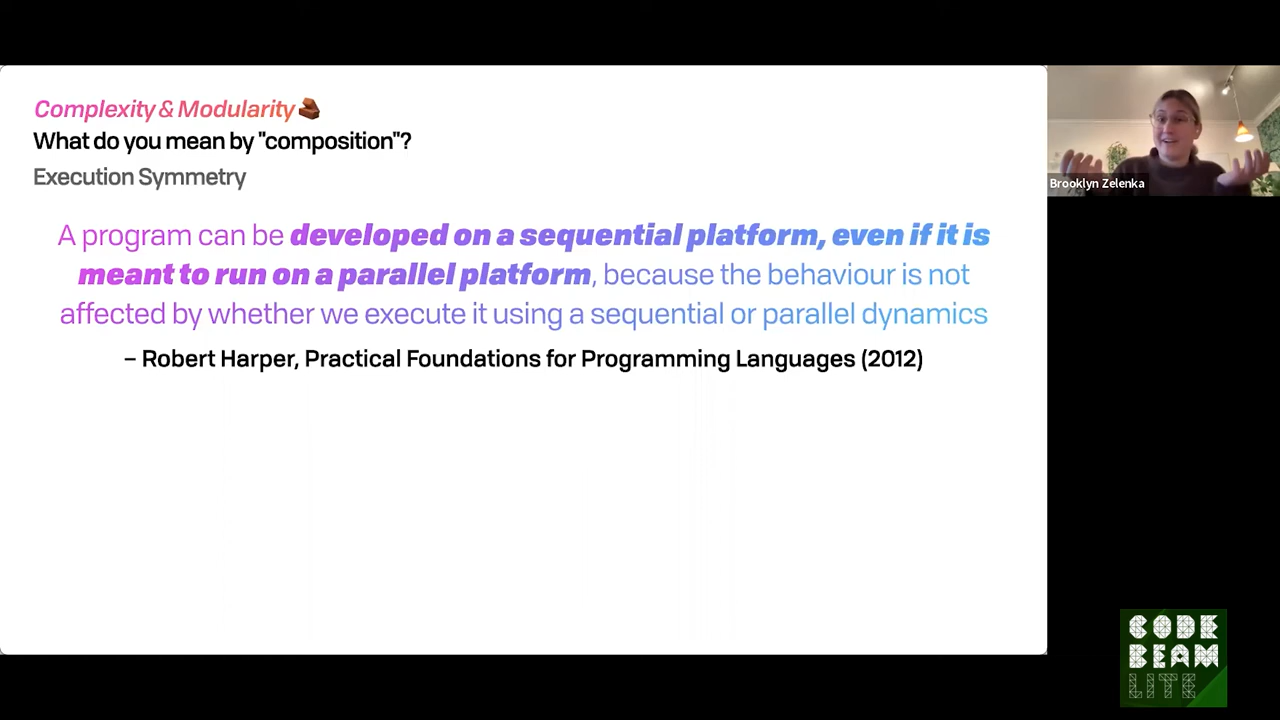 Complexity & Modularity
What do you mean by "composition"?
Execution Symmetry
A program can be developed on a sequential platform, even if it is
meant to run on a parallel platform, because the behaviour is not
affected by whether we execute it using a sequential or parallel dynamics
– Robert Harper, Practical Foundations for Programming Languages (2012)
Brooklyn Zelenka
CODE
BEAM
LITE